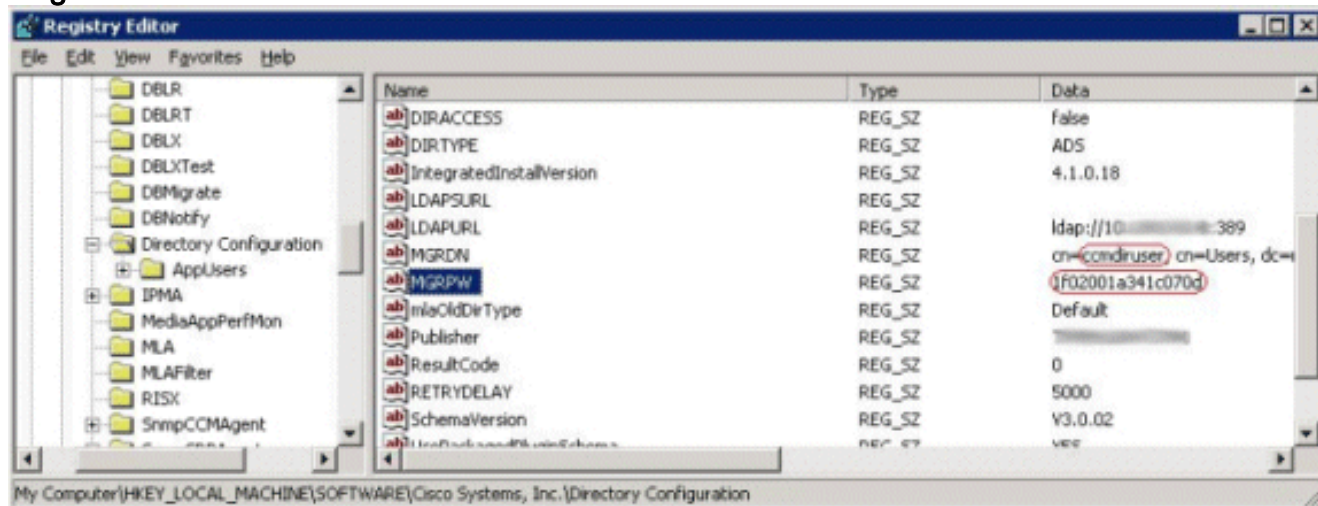 Registry Editor
File Edit View Favorites Help
DBLR
DBLRT
DBLX
DBLXTest
DBMigrate
DBNotify
Directory Configuration
AppUsers
IPMA
MediaAppPerfMon
MLA
MLAFilter
RISX
SnmpCCMAgent
Name Type Data
DIRACCESS REG_SZ false
DIRTYPE REG_SZ ADS
IntegratedInstallVersion REG_SZ 4.1.0.18
LDAPSURL REG_SZ
LDAPURL REG_SZ ldap://10 :389
MGRDN REG_SZ cn=ccmdiruser, cn=Users, dc=
MGRPW REG_SZ 1f02001a341c070d
mlaOldDirType REG_SZ Default
Publisher REG_SZ
ResultCode REG_SZ 0
RETRYDELAY REG_SZ 5000
SchemaVersion REG_SZ V3.0.02
My Computer\HKEY_LOCAL_MACHINE\SOFTWARE\Cisco Systems, Inc.\Directory Configuration